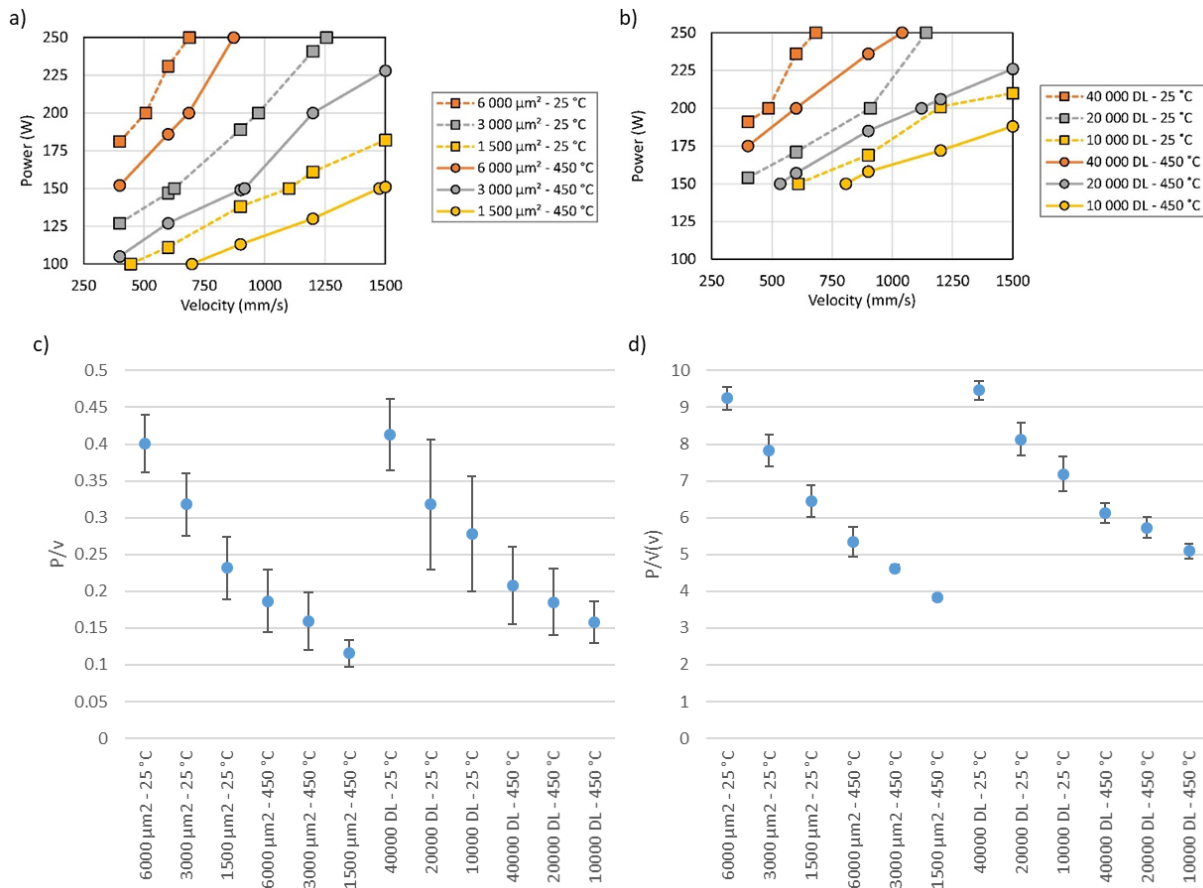 a)
250
225
200
175
150
125
100
Power (W)
250
500
750
1000
1250
1500
Velocity (mm/s)
6 000 µm² - 25 °C
3 000 µm² - 25 °C
1 500 µm² - 25 °C
6 000 µm² - 450 °C
3 000 µm² - 450 °C
1 500 µm² - 450 °C
b)
250
225
200
175
150
125
100
Power (W)
250
500
750
1000
1250
1500
Velocity (mm/s)
40 000 DL - 25 °C
20 000 DL - 25 °C
10 000 DL - 25 °C
40 000 DL - 450 °C
20 000 DL - 450 °C
10 000 DL - 450 °C
c)
0.5
0.45
0.4
0.35
0.3
0.25
0.2
0.15
0.1
0.05
0
P/v
6000 µm2 - 25 °C
3000 µm2 - 25 °C
1500 µm2 - 25 °C
6000 µm2 - 450 °C
3000 µm2 - 450 °C
1500 µm2 - 450 °C
40000 DL - 25 °C
20000 DL - 25 °C
10000 DL - 25 °C
40000 DL - 450 °C
20000 DL - 450 °C
10000 DL - 450 °C
d)
10
9
8
7
6
5
4
3
2
1
0
P/√(v)
6000 µm2 - 25 °C
3000 µm2 - 25 °C
1500 µm2 - 25 °C
6000 µm2 - 450 °C
3000 µm2 - 450 °C
1500 µm2 - 450 °C
40000 DL - 25 °C
20000 DL - 25 °C
10000 DL - 25 °C
40000 DL - 450 °C
20000 DL - 450 °C
10000 DL - 450 °C